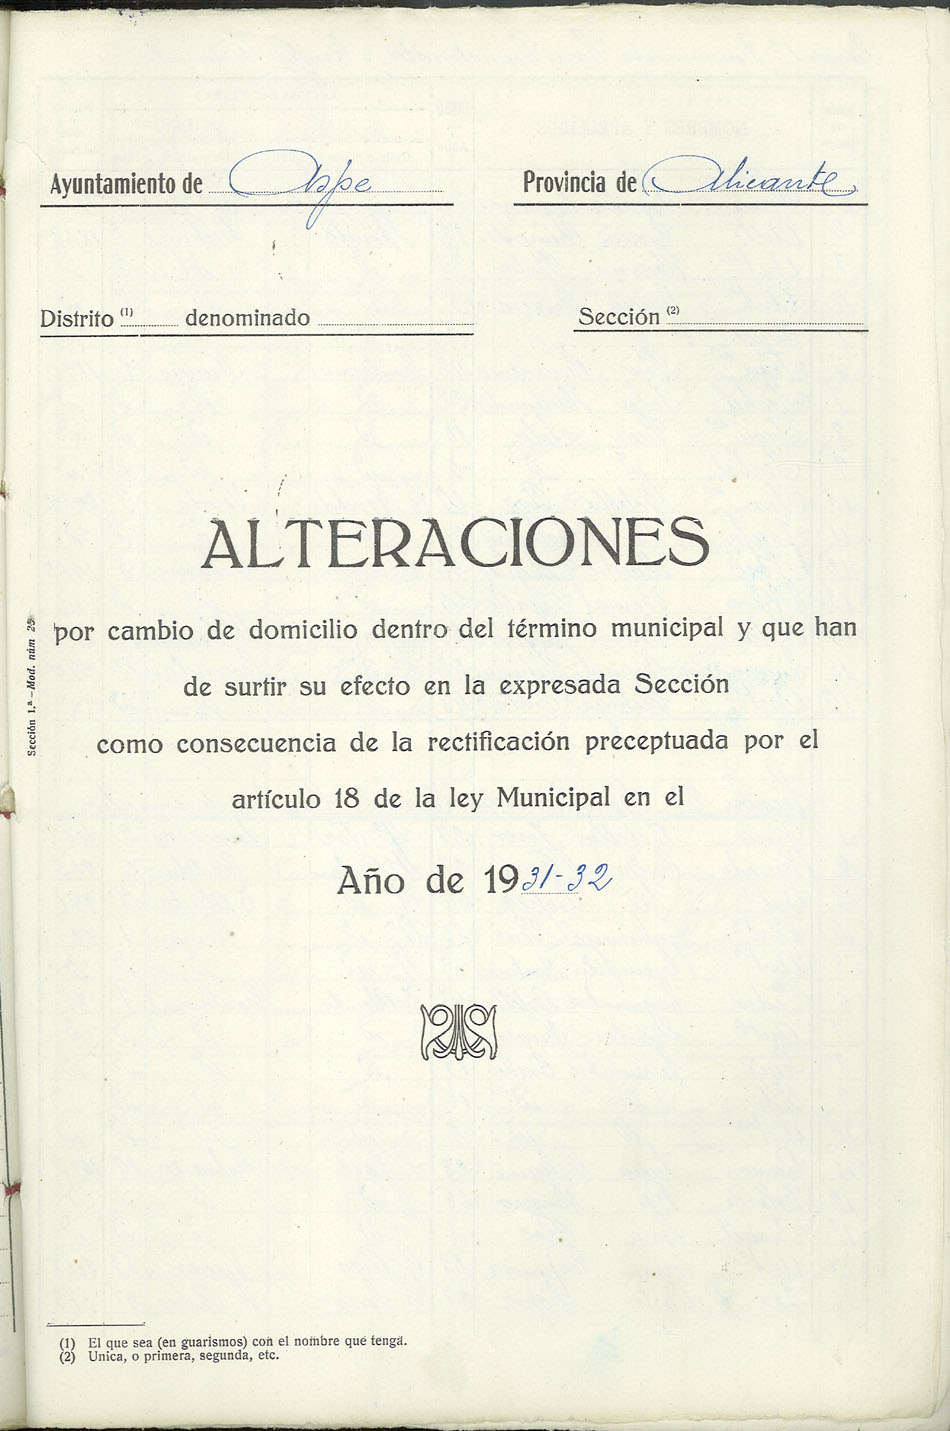 Ayuntamiento de Aspe Provincia de Alicante
Distrito (1) denominado Sección (2)
ALTERACIONES
por cambio de domicilio dentro del término municipal y que han
de surtir su efecto en la expresada Sección
como consecuencia de la rectificación preceptuada por el
artículo 18 de la ley Municipal en el
Año de 1931-32
Sección 1.ª—Mod. núm 25
(1) El que sea (en guarismos) con el nombre que tenga.
(2) Unica, o primera, segunda, etc.